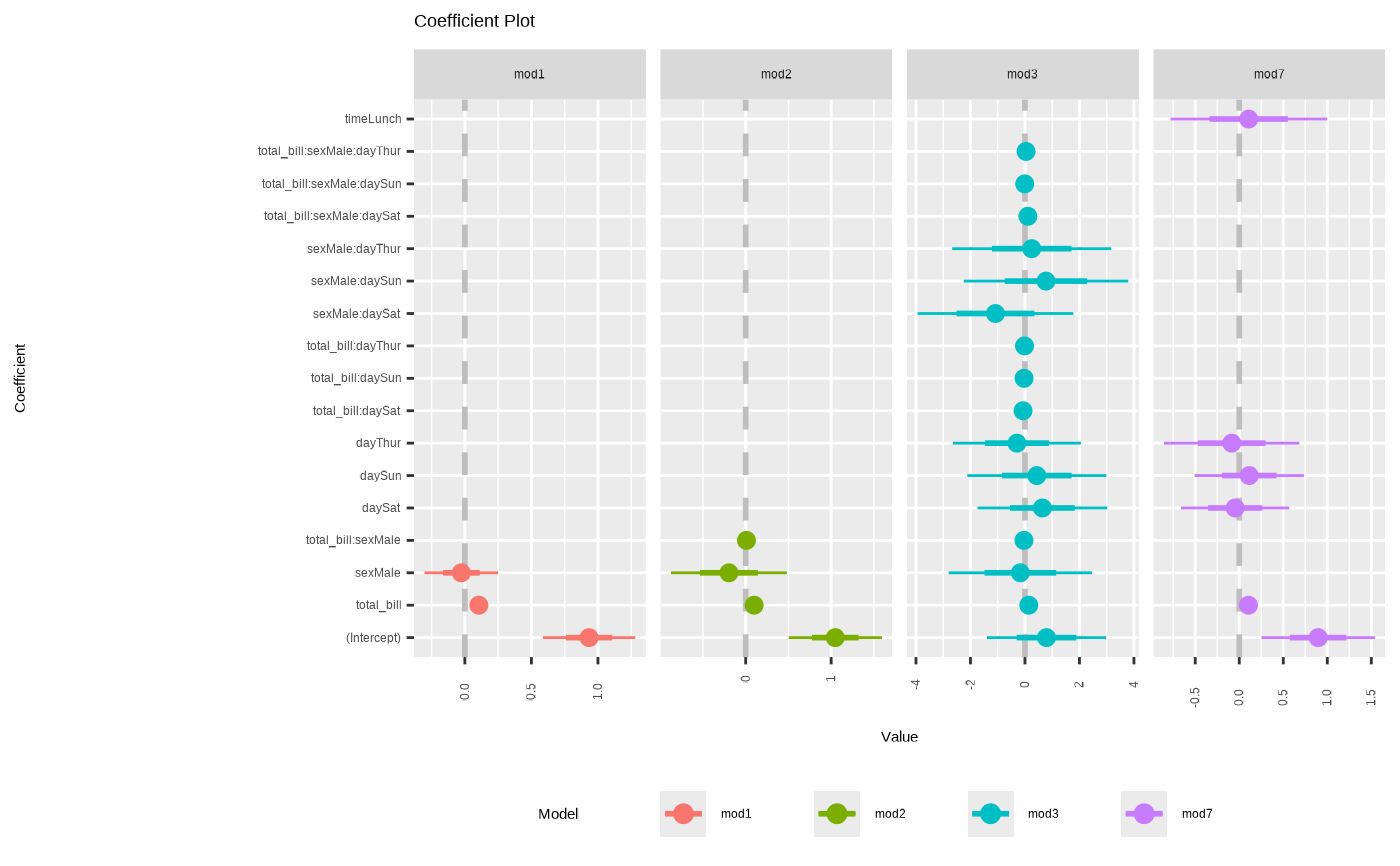 Coefficient Plot
mod1 mod2 mod3 mod7
timeLunch
total_bill:sexMale:dayThur
total_bill:sexMale:daySun
total_bill:sexMale:daySat
sexMale:dayThur
sexMale:daySun
sexMale:daySat
total_bill:dayThur
total_bill:daySun
total_bill:daySat
dayThur
daySun
daySat
total_bill:sexMale
sexMale
total_bill
(Intercept)
Coefficient
0.0 0.5 1.0 0 1 -4 -2 0 2 4 -0.5 0.0 0.5 1.0 1.5
Value
Model mod1 mod2 mod3 mod7